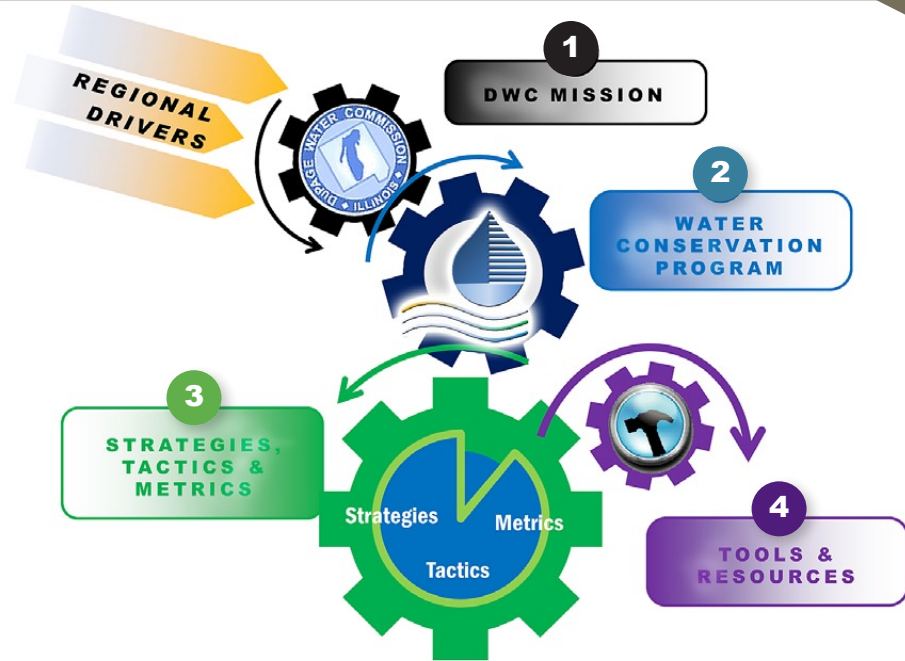 REGIONAL
DRIVERS
1
DWC MISSION
DUPAGE WATER COMMISSION
ILLINOIS
2
WATER
CONSERVATION
PROGRAM
3
STRATEGIES,
TACTICS &
METRICS
Strategies
Metrics
Tactics
4
TOOLS &
RESOURCES